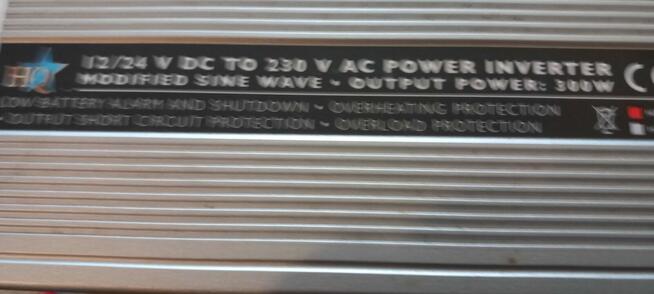 HQ
12/24 V DC TO 230 V AC POWER INVERTER
MODIFIED SINE WAVE ~ OUTPUT POWER: 300W
LOW BATTERY ALARM AND SHUTDOWN ~ OVERHEATING PROTECTION
~ OUTPUT SHORT CIRCUIT PROTECTION ~ OVERLOAD PROTECTION